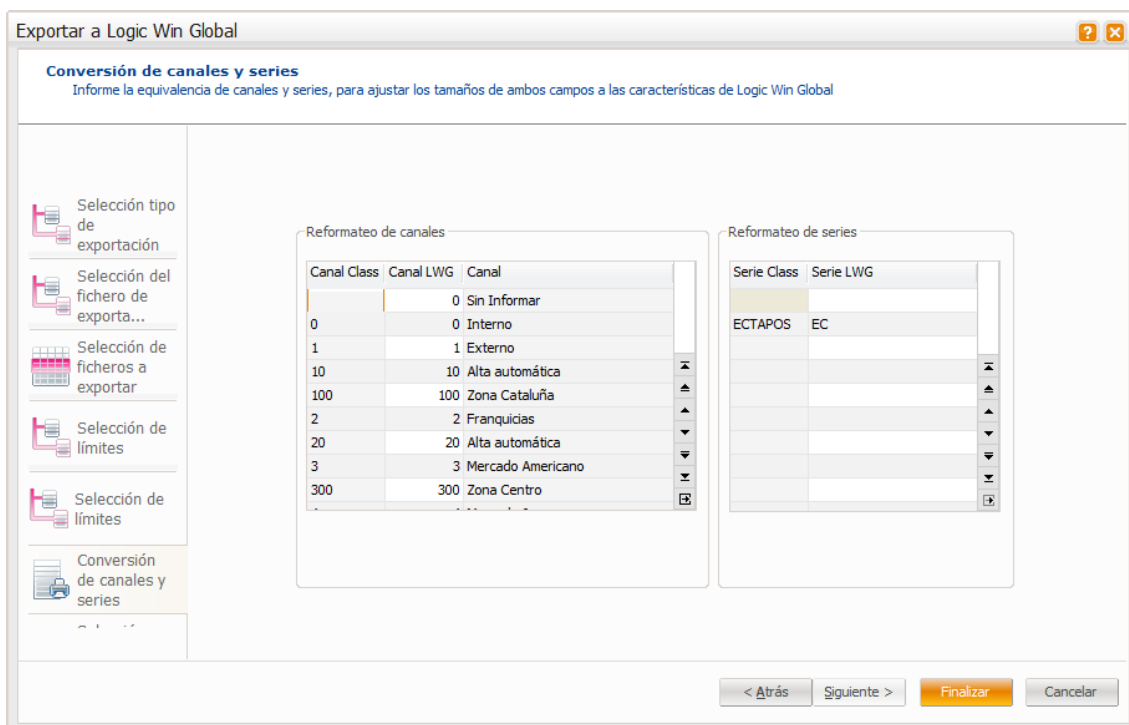 Exportar a Logic Win Global
Conversión de canales y series
Informe la equivalencia de canales y series, para ajustar los tamaños de ambos campos a las características de Logic Win Global
Selección tipo
de
exportación
Selección del
fichero de
exporta...
Selección de
ficheros a
exportar
Selección de
límites
Selección de
límites
Conversión
de canales y
series
Reformateo de canales
Canal Class Canal LWG Canal
0 Sin Informar
0 0 Interno
1 1 Externo
10 10 Alta automática
100 100 Zona Cataluña
2 2 Franquicias
20 20 Alta automática
3 3 Mercado Americano
300 300 Zona Centro
Reformateo de series
Serie Class Serie LWG
ECTAPOS EC
< Atrás Siguiente > Finalizar Cancelar